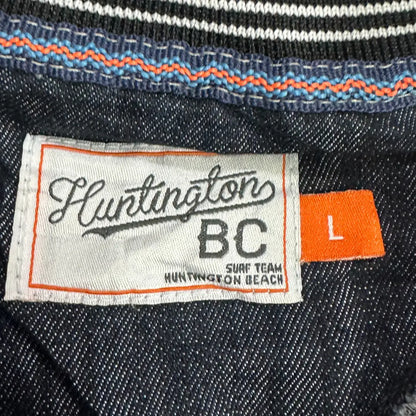 Huntington
BC
SURF TEAM
HUNTINGTON BEACH
L